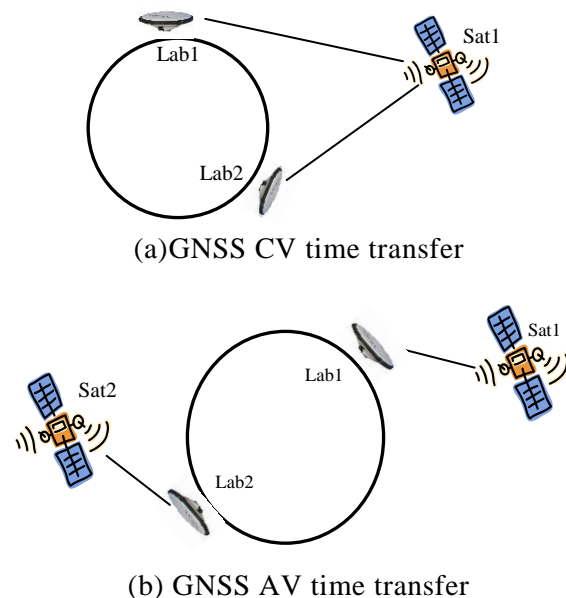 Sat1
Lab1
Lab2
(a)GNSS CV time transfer
Sat1
Lab1
Sat2
Lab2
(b) GNSS AV time transfer